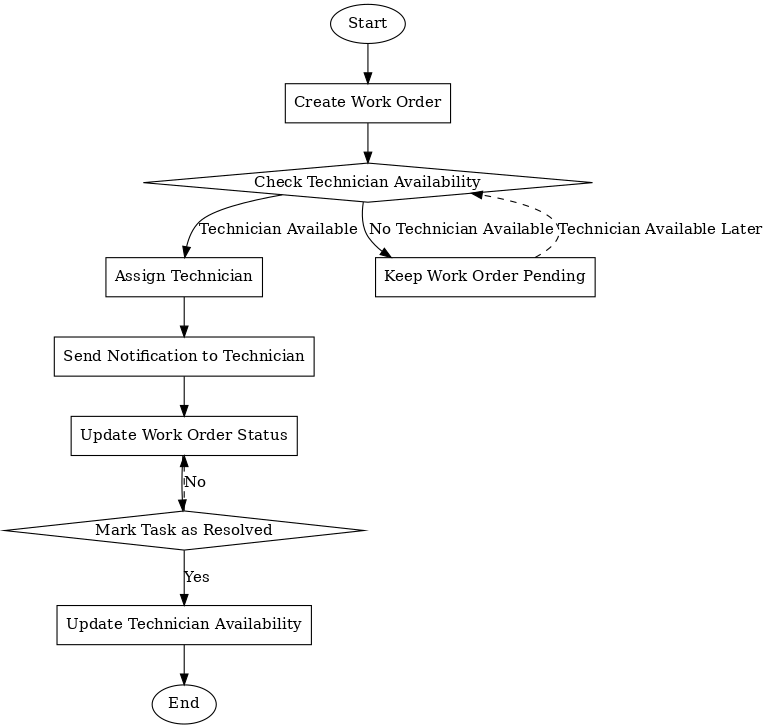 Start
Create Work Order
Check Technician Availability
Technician Available
No Technician Available
Technician Available Later
Assign Technician
Keep Work Order Pending
Send Notification to Technician
Update Work Order Status
No
Mark Task as Resolved
Yes
Update Technician Availability
End